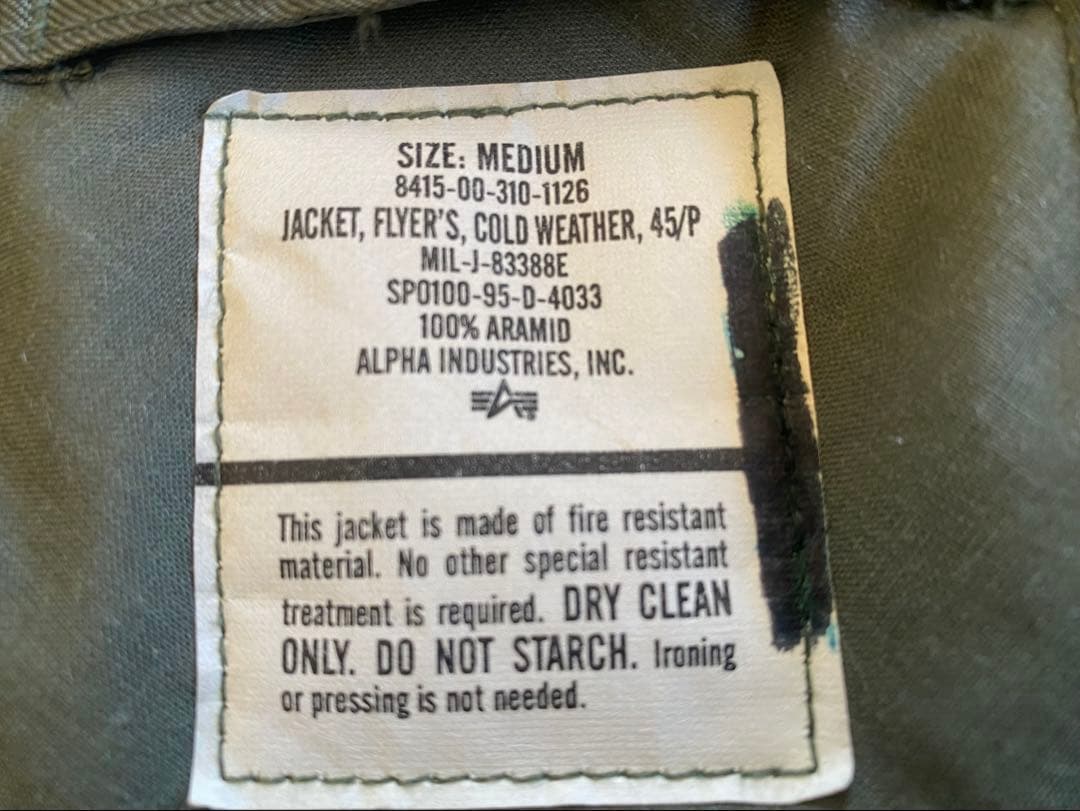 SIZE: MEDIUM
8415-00-310-1126
JACKET, FLYER'S, COLD WEATHER, 45/P
MIL-J-83388E
SPO100-95-D-4033
100% ARAMID
ALPHA INDUSTRIES, INC.
This jacket is made of fire resistant
material. No other special resistant
treatment is required. DRY CLEAN
ONLY. DO NOT STARCH. Ironing
or pressing is not needed.